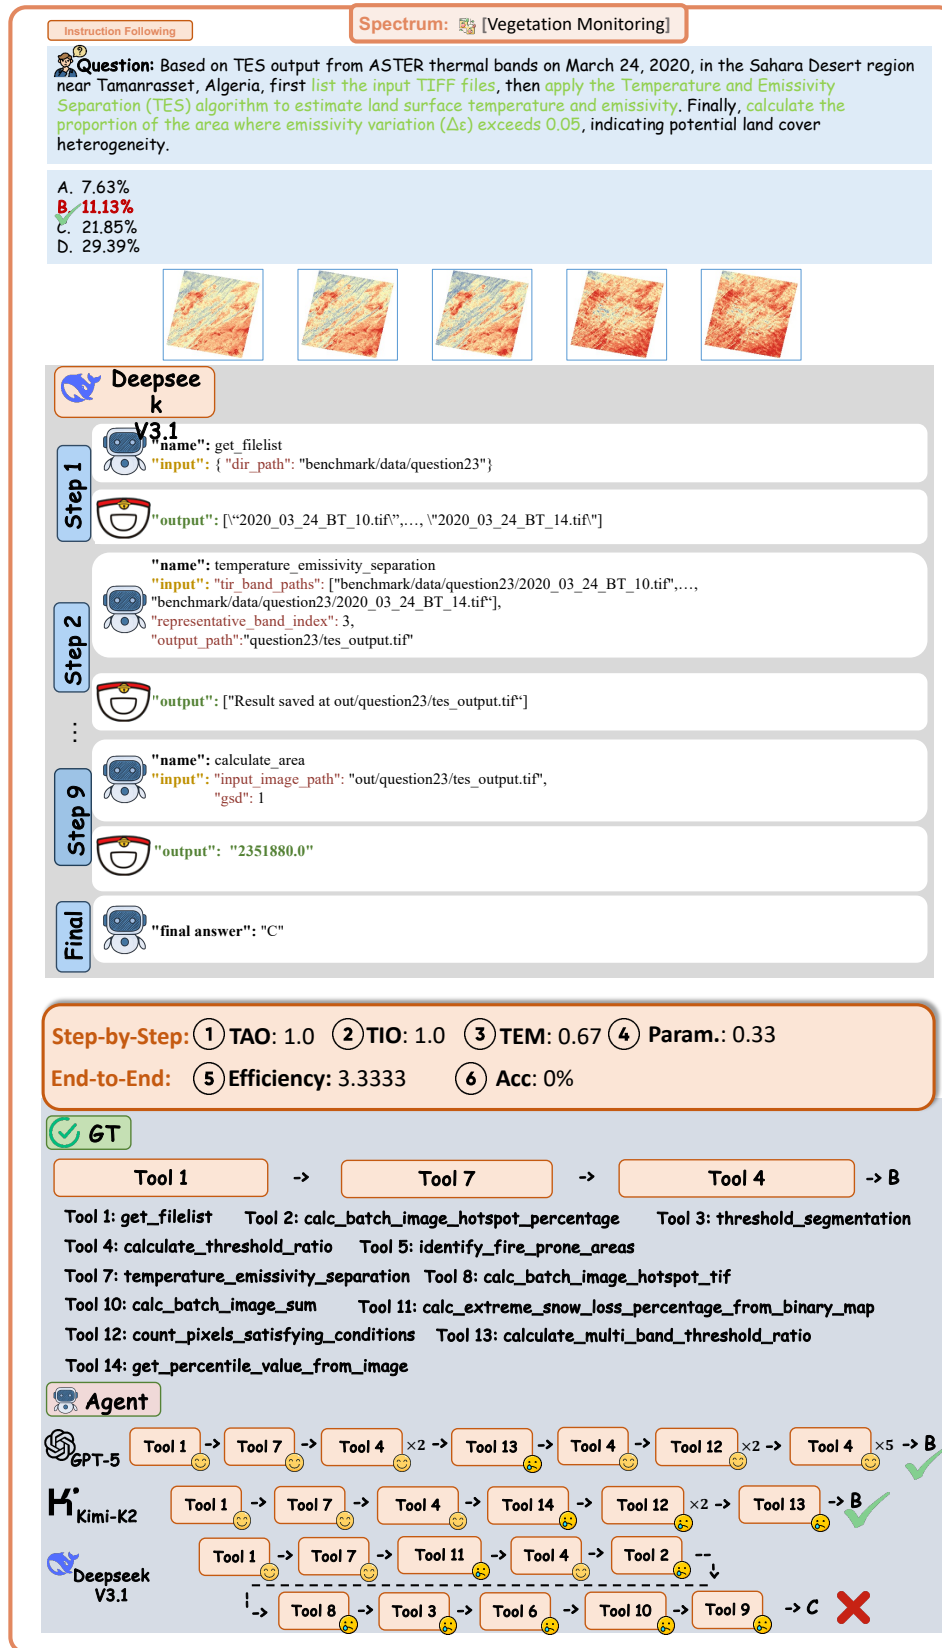 Instruction Following
Spectrum: [Vegetation Monitoring]
Question: Based on TES output from ASTER thermal bands on March 24, 2020, in the Sahara Desert region
near Tamanrasset, Algeria, first list the input TIFF files, then apply the Temperature and Emissivity
Separation (TES) algorithm to estimate land surface temperature and emissivity. Finally, calculate the
proportion of the area where emissivity variation (Δε) exceeds 0.05, indicating potential land cover
heterogeneity.
A. 7.63%
B. 11.13%
C. 21.85%
D. 29.39%
Deepsee
k
V3.1
Step 1
"name": get_filelist
"input": { "dir_path": "benchmark/data/question23"}
"output": [\“2020_03_24_BT_10.tif\”,…, \"2020_03_24_BT_14.tif\"]
Step 2
"name": temperature_emissivity_separation
"input": "tir_band_paths": ["benchmark/data/question23/2020_03_24_BT_10.tif",…,
"benchmark/data/question23/2020_03_24_BT_14.tif“],
"representative_band_index": 3,
"output_path":"question23/tes_output.tif"
"output": ["Result saved at out/question23/tes_output.tif“]
⋮
Step 9
"name": calculate_area
"input": "input_image_path": "out/question23/tes_output.tif",
"gsd": 1
"output": "2351880.0"
Final
"final answer": "C"
Step-by-Step: 1 TAO: 1.0 2 TIO: 1.0 3 TEM: 0.67 4 Param.: 0.33
End-to-End: 5 Efficiency: 3.3333 6 Acc: 0%
GT
Tool 1 -> Tool 7 -> Tool 4 -> B
Tool 1: get_filelist Tool 2: calc_batch_image_hotspot_percentage Tool 3: threshold_segmentation
Tool 4: calculate_threshold_ratio Tool 5: identify_fire_prone_areas
Tool 7: temperature_emissivity_separation Tool 8: calc_batch_image_hotspot_tif
Tool 10: calc_batch_image_sum Tool 11: calc_extreme_snow_loss_percentage_from_binary_map
Tool 12: count_pixels_satisfying_conditions Tool 13: calculate_multi_band_threshold_ratio
Tool 14: get_percentile_value_from_image
Agent
GPT-5 Tool 1 -> Tool 7 -> Tool 4 ×2 -> Tool 13 -> Tool 4 -> Tool 12 ×2 -> Tool 4 ×5 -> B
Kimi-K2 Tool 1 -> Tool 7 -> Tool 4 -> Tool 14 -> Tool 12 ×2 -> Tool 13 -> B
Deepseek
V3.1
Tool 1 -> Tool 7 -> Tool 11 -> Tool 4 -> Tool 2
-> Tool 8 -> Tool 3 -> Tool 6 -> Tool 10 -> Tool 9 -> C